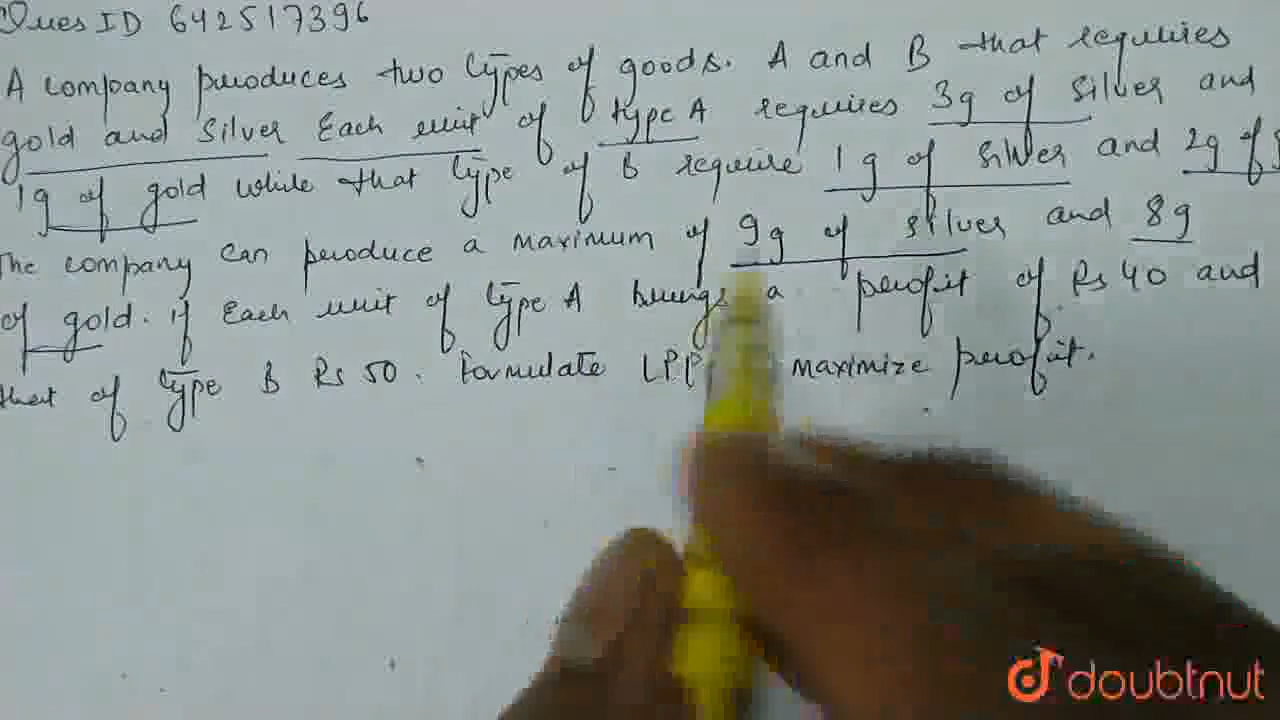 Ques ID 642517396
A company produces two types of goods. A and B that requires
gold and silver Each unit of type A requires 3g of silver and
1g of gold while that type of B require 1g of silver and 2g of
The company can produce a maximum of 9g of silver and 8g
of gold. if Each unit of type A brings a profit of Rs 40 and
that of type B Rs 50. Formulate LPP maximize profit.
doubtnut